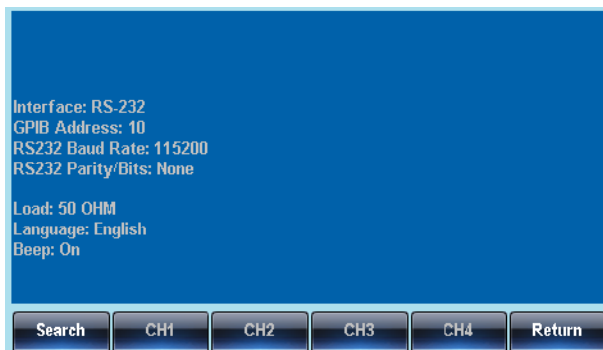 Interface: RS-232
GPIB Address: 10
RS232 Baud Rate: 115200
RS232 Parity/Bits: None
Load: 50 OHM
Language: English
Beep: On
Search CH1 CH2 CH3 CH4 Return